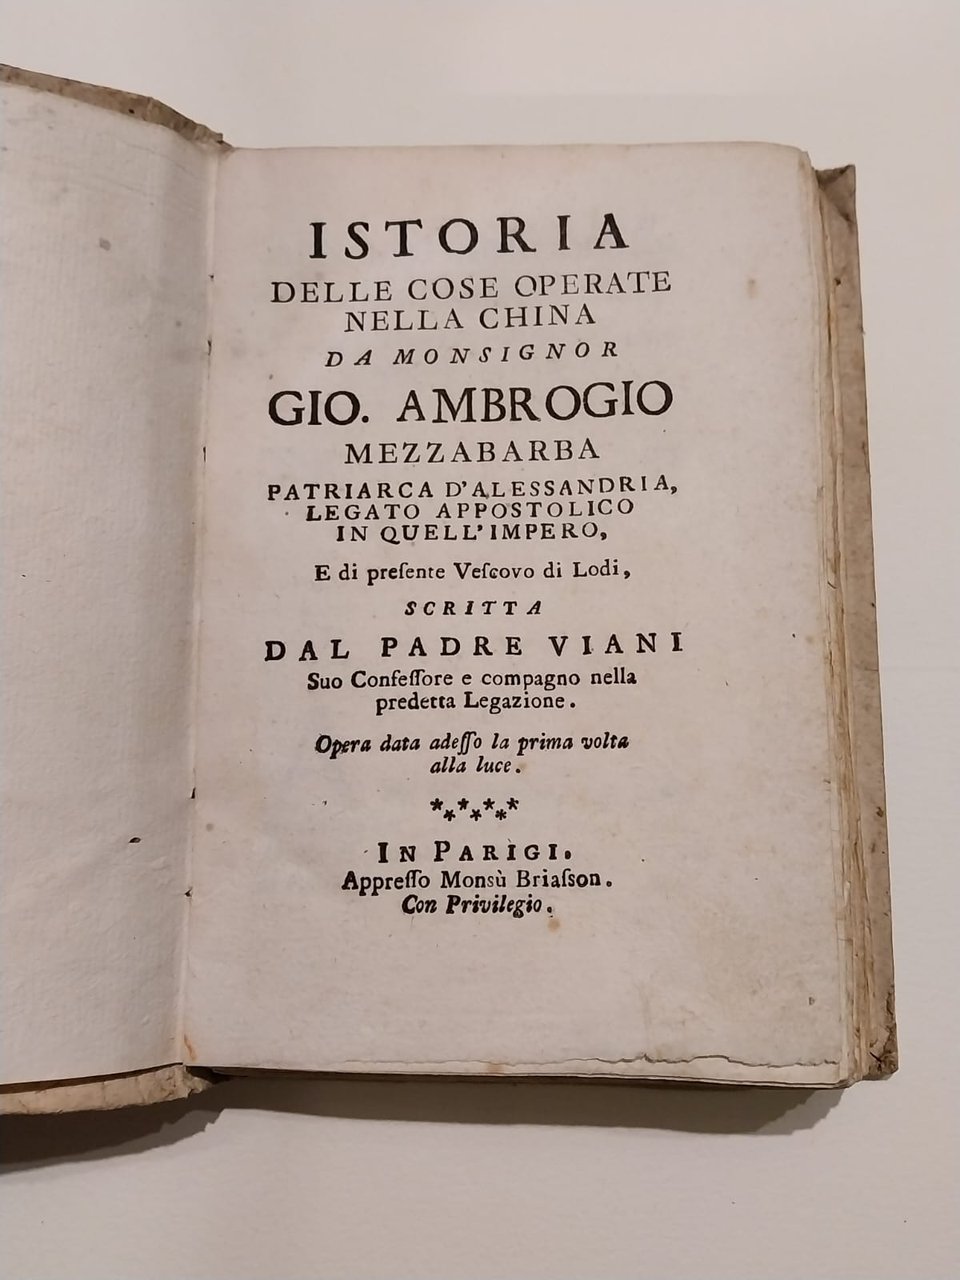 ISTORIA
DELLE COSE OPERATE
NELLA CHINA
DA MONSIGNOR
GIO. AMBROGIO
MEZZABARBA
PATRIARCA D'ALESSANDRIA,
LEGATO APPOSTOLICO
IN QUELL'IMPERO,
E di preſente Veſcovo di Lodi,
SCRITTA
DAL PADRE VIANI
Suo Confeſſore e compagno nella
predetta Legazione.
Opera data adeſſo la prima volta
alla luce.
IN PARIGI.
Appreſſo Monsù Briaſson.
Con Privilegio.